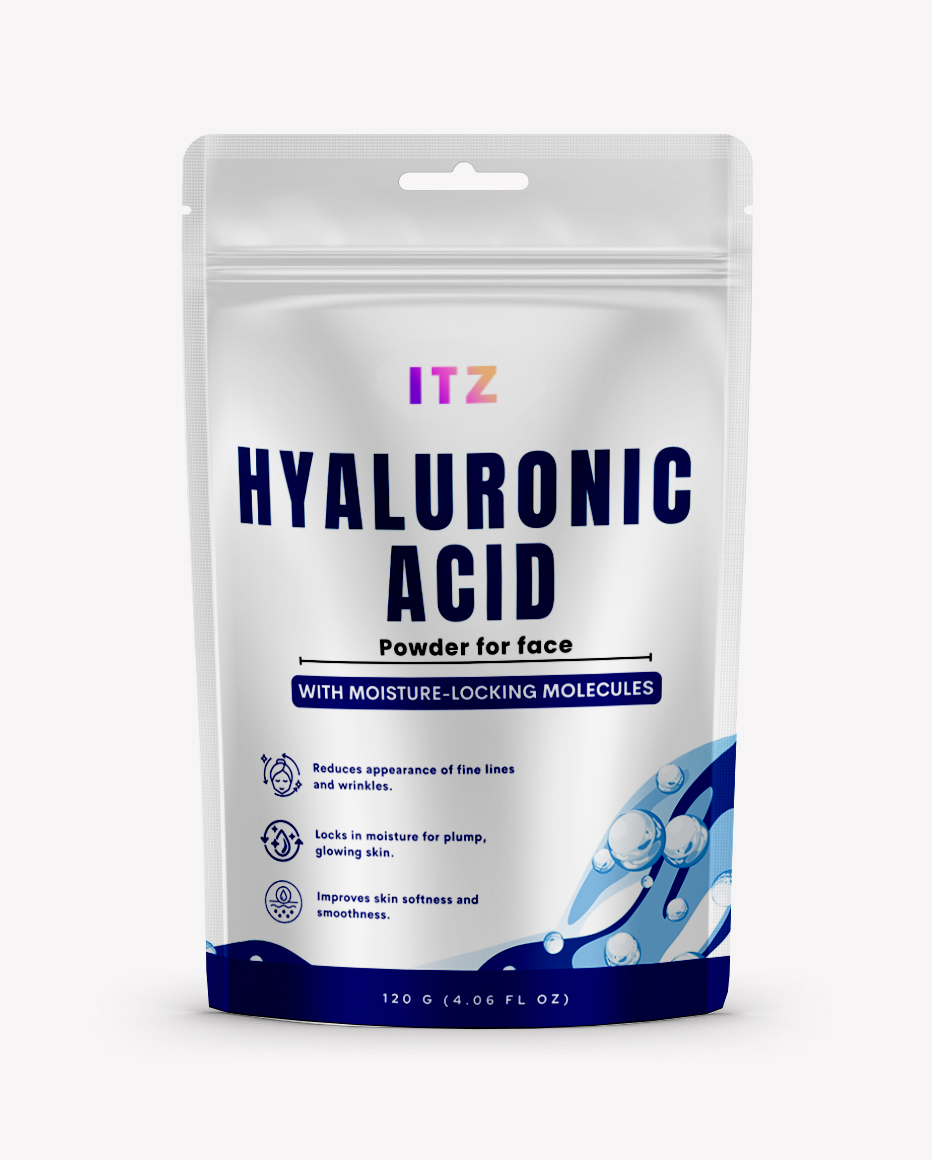 ITZ
HYALURONIC
ACID
Powder for face
WITH MOISTURE-LOCKING MOLECULES
Reduces appearance of fine lines
and wrinkles.
Locks in moisture for plump,
glowing skin.
Improves skin softness and
smoothness.
120 G (4.06 FL OZ)